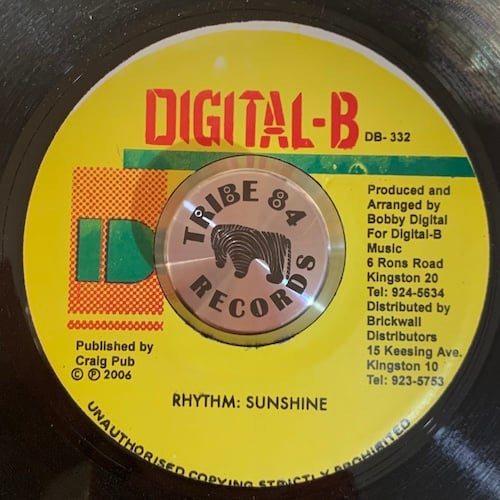 DIGITAL-B
DB-332
TRIBE 84
RECORDS
Produced and
Arranged by
Bobby Digital
For Digital-B
Music
6 Rons Road
Kingston 20
Tel: 924-5634
Distributed by
Brickwall
Distributors
15 Keesing Ave.
Kingston 10
Tel: 923-5753
D
Published by
Craig Pub
© ℗ 2006
RHYTHM: SUNSHINE
UNAUTHORISED COPYING STRICTLY PROHIBITED